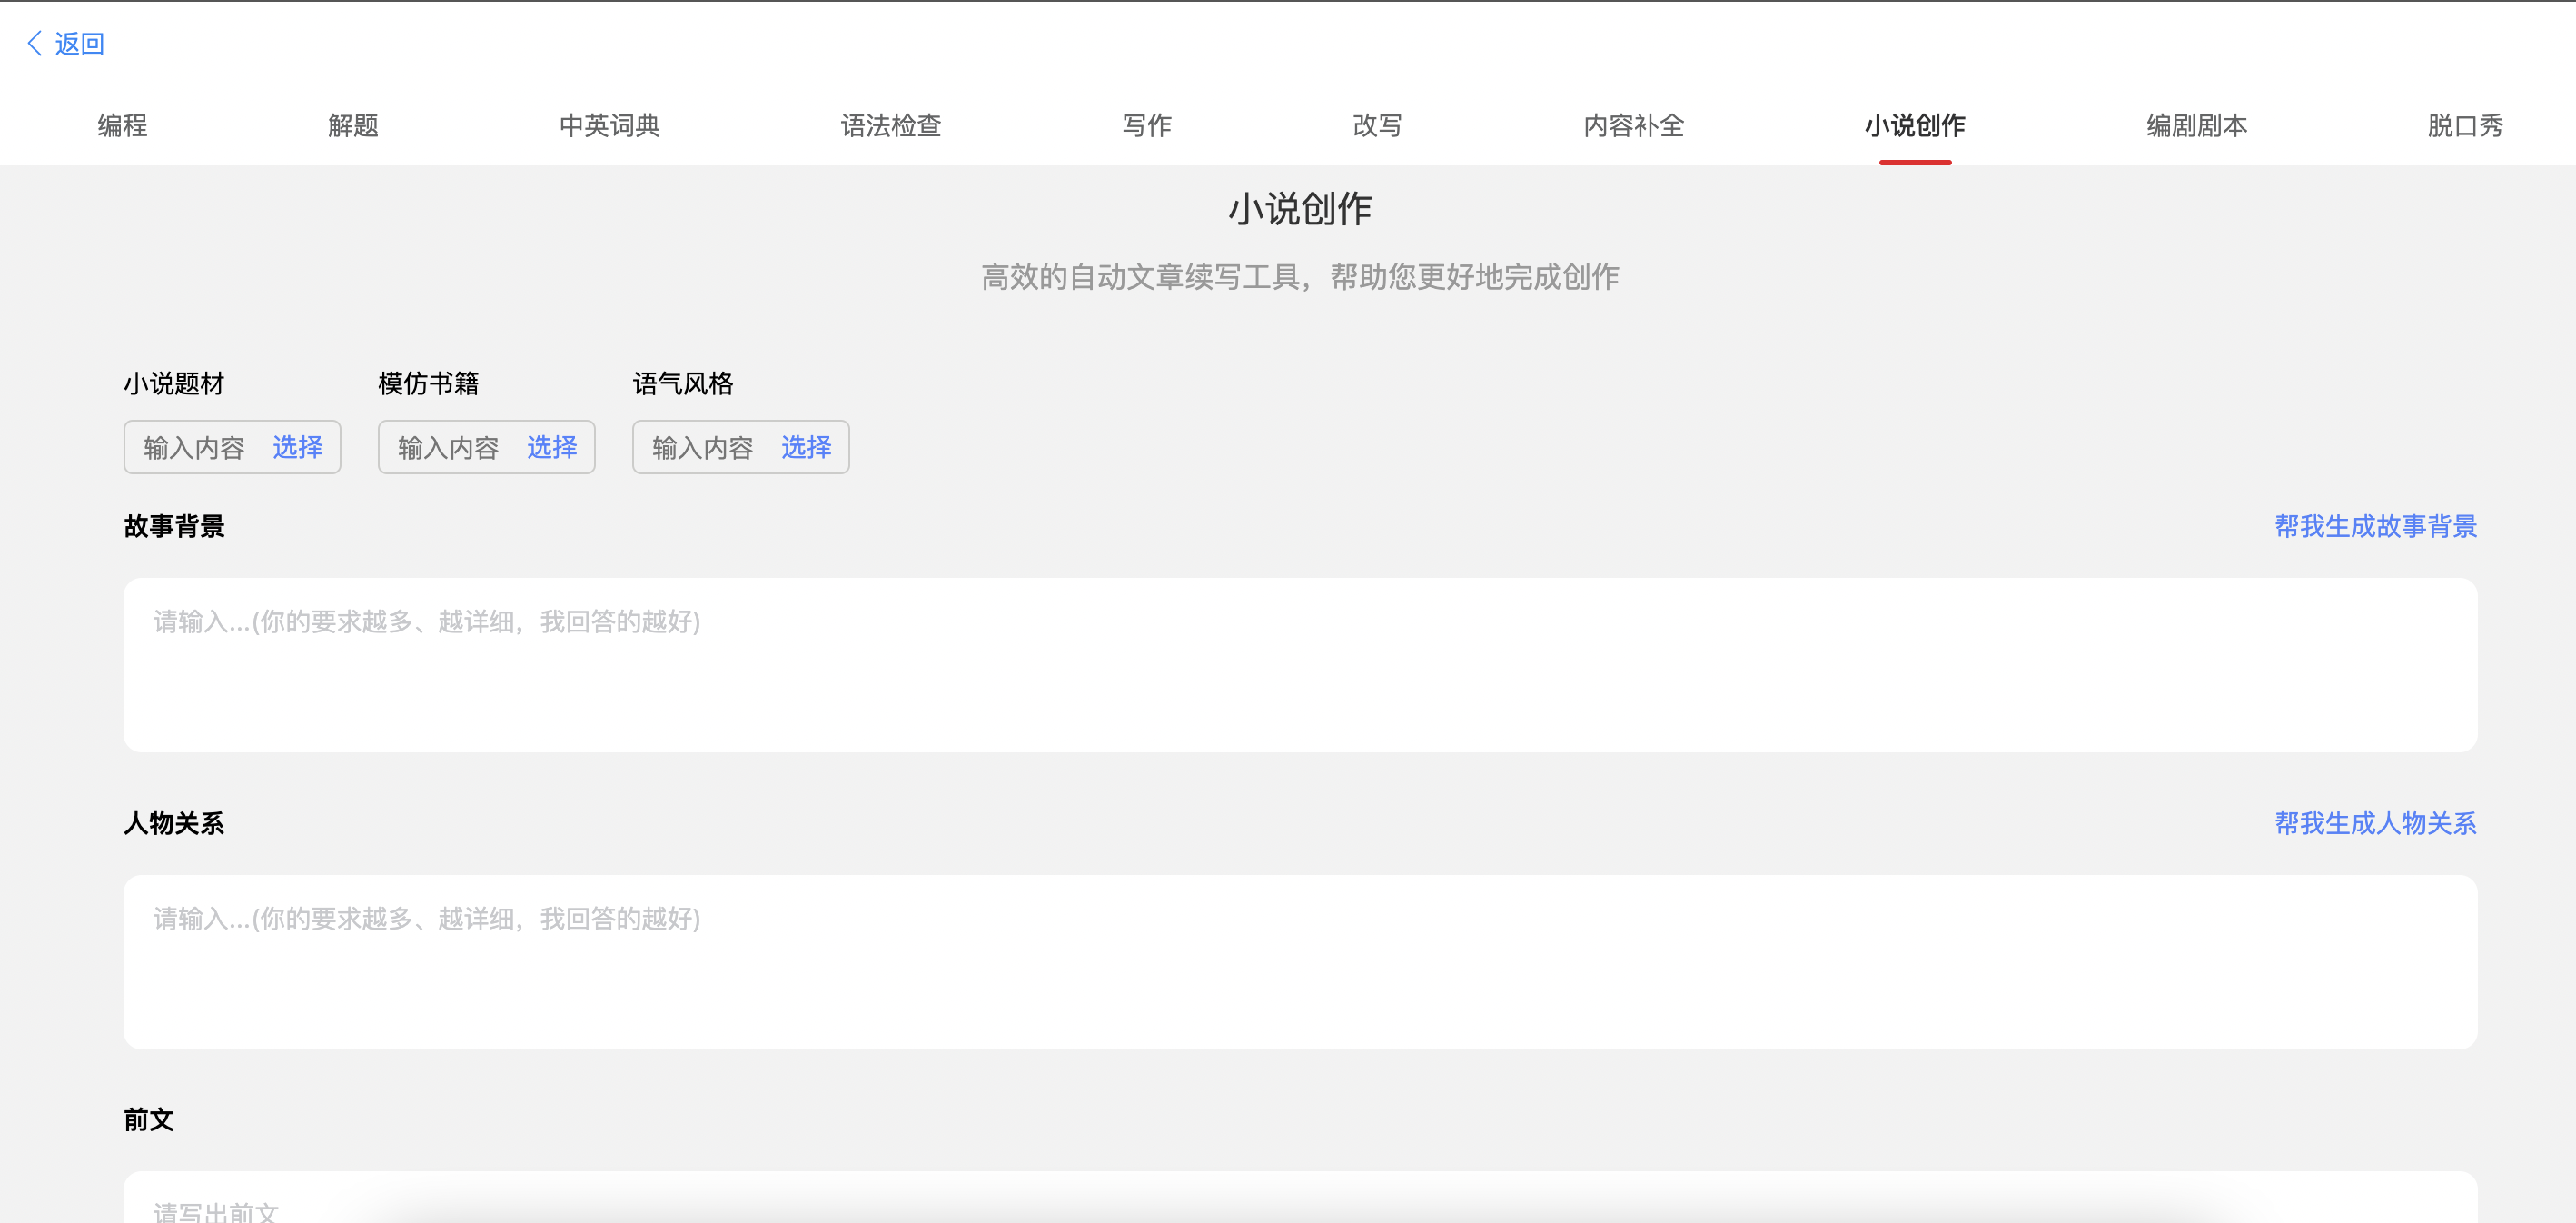 返回
编程 解题 中英词典 语法检查 写作 改写 内容补全 小说创作 编剧剧本 脱口秀
小说创作
高效的自动文章续写工具，帮助您更好地完成创作
小说题材 模仿书籍 语气风格
输入内容 选择 输入内容 选择 输入内容 选择
故事背景 帮我生成故事背景
请输入...(你的要求越多、越详细，我回答的越好)
人物关系 帮我生成人物关系
请输入...(你的要求越多、越详细，我回答的越好)
前文
请写出前文